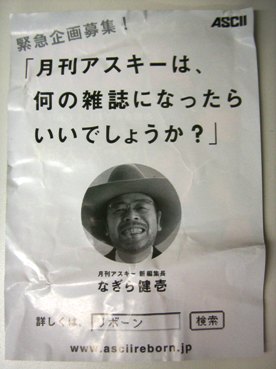 緊急企画募集！
ASCII
「月刊アスキーは、
何の雑誌になったら
いいでしょうか？」
月刊アスキー 新編集長
なぎら健壱
詳しくは、 リボーン 検索
www.asciireborn.jp